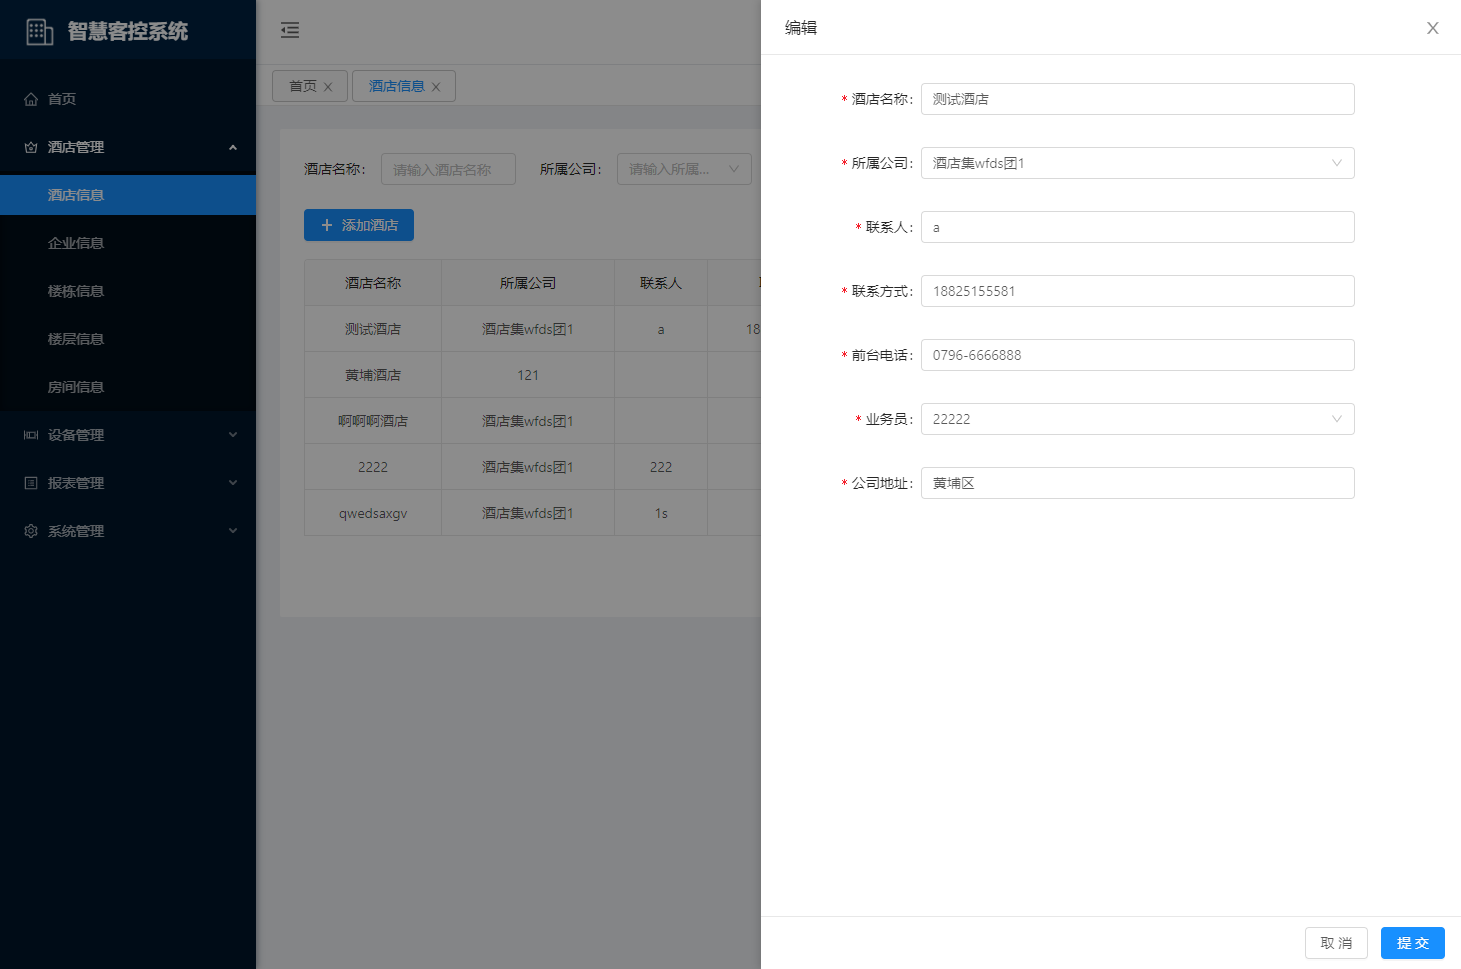 智慧客控系统
首页
酒店管理
酒店信息
企业信息
楼栋信息
楼层信息
房间信息
设备管理
报表管理
系统管理
首页
酒店信息
酒店名称: 请输入酒店名称 所属公司: 请输入所属...
添加酒店
酒店名称 所属公司 联系人
测试酒店 酒店集wfds团1 a 18
黄埔酒店 121
啊啊啊酒店 酒店集wfds团1
2222 酒店集wfds团1 222
qwedsaxgv 酒店集wfds团1 1s
编辑
* 酒店名称: 测试酒店
* 所属公司: 酒店集wfds团1
* 联系人: a
* 联系方式: 18825155581
* 前台电话: 0796-6666888
* 业务员: 22222
* 公司地址: 黄埔区
取 消
提 交